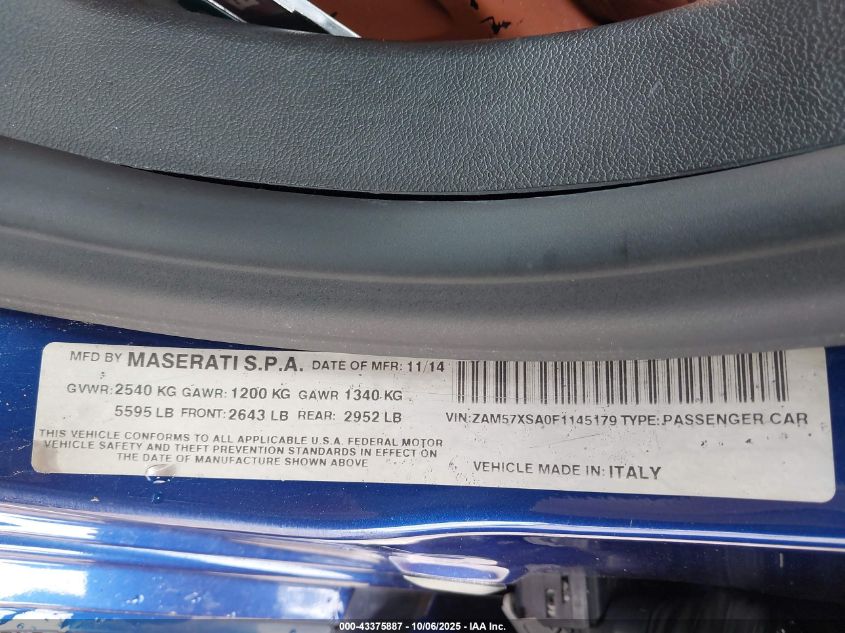 MFD BY MASERATI S.P.A. DATE OF MFR: 11/14
GVWR: 2540 KG GAWR: 1200 KG GAWR 1340 KG
5595 LB FRONT: 2643 LB REAR: 2952 LB
VIN: ZAM57XSA0F1145179 TYPE: PASSENGER CAR
THIS VEHICLE CONFORMS TO ALL APPLICABLE U.S.A. FEDERAL MOTOR
VEHICLE SAFETY AND THEFT PREVENTION STANDARDS IN EFFECT ON
THE DATE OF MANUFACTURE SHOWN ABOVE
VEHICLE MADE IN: ITALY
000-43375887 - 10/06/2025 - IAA Inc.